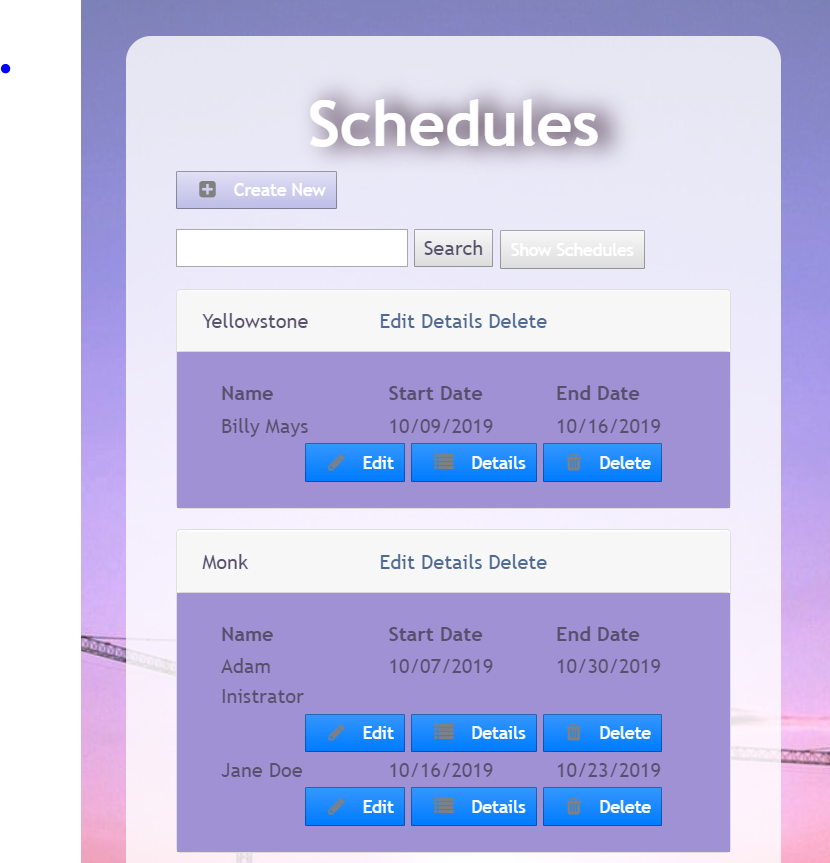 Schedules
Create New
Search Show Schedules
Yellowstone Edit Details Delete
Name Start Date End Date
Billy Mays 10/09/2019 10/16/2019
Edit Details Delete
Monk Edit Details Delete
Name Start Date End Date
Adam 10/07/2019 10/30/2019
Inistrator
Edit Details Delete
Jane Doe 10/16/2019 10/23/2019
Edit Details Delete